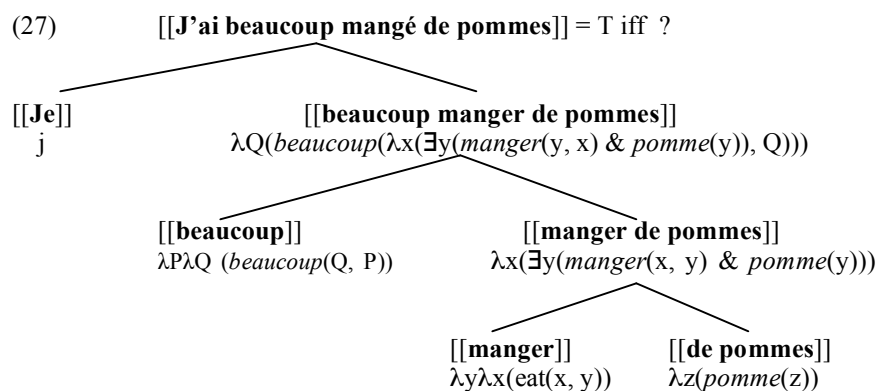 (27) [[J'ai beaucoup mangé de pommes]] = T iff ?
[[Je]] [[beaucoup manger de pommes]]
j λQ(beaucoup(λx(∃y(manger(y, x) & pomme(y)), Q)))
[[beaucoup]] [[manger de pommes]]
λPλQ (beaucoup(Q, P)) λx(∃y(manger(x, y) & pomme(y)))
[[manger]] [[de pommes]]
λyλx(eat(x, y)) λz(pomme(z))